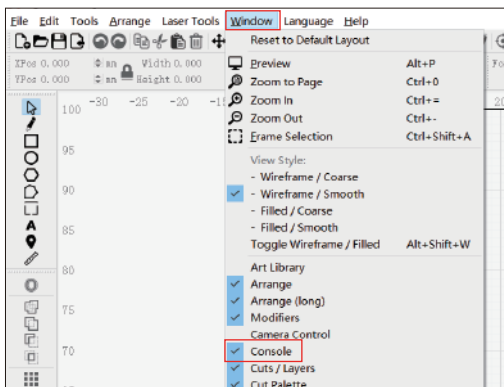 File Edit Tools Arrange Laser Tools Window Language Help
Reset to Default Layout
XPos 0.000 mm Width 0.000
YPos 0.000 mm Height 0.000
Preview Alt+P
Zoom to Page Ctrl+0
Zoom In Ctrl+=
Zoom Out Ctrl+-
Frame Selection Ctrl+Shift+A
View Style:
- Wireframe / Coarse
- Wireframe / Smooth
- Filled / Coarse
- Filled / Smooth
Toggle Wireframe / Filled Alt+Shift+W
Art Library
Arrange
Arrange (long)
Modifiers
Camera Control
Console
Cuts / Layers
Cut Palette
-30 -25 -20
100
95
90
85
80
75
70